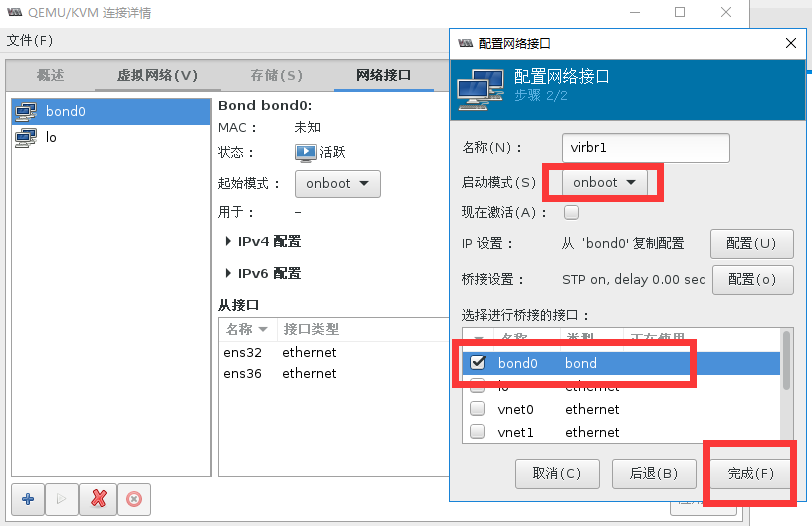 QEMU/KVM 连接详情
文件(F)
概述 虚拟网络(V) 存储(S) 网络接口
bond0
lo
Bond bond0:
MAC： 未知
状态： 活跃
起始模式： onboot
用于： –
IPv4 配置
IPv6 配置
从接口
名称 接口类型
ens32 ethernet
ens36 ethernet
配置网络接口
配置网络接口
步骤 2/2
名称(N)： virbr1
启动模式(S) onboot
现在激活(A)：
IP 设置： 从 'bond0' 复制配置 配置(U)
桥接设置： STP on, delay 0.00 sec 配置(o)
选择进行桥接的接口：
名称 类型 正在使用
bond0 bond
lo ethernet
vnet0 ethernet
vnet1 ethernet
取消(C) 后退(B) 完成(F)